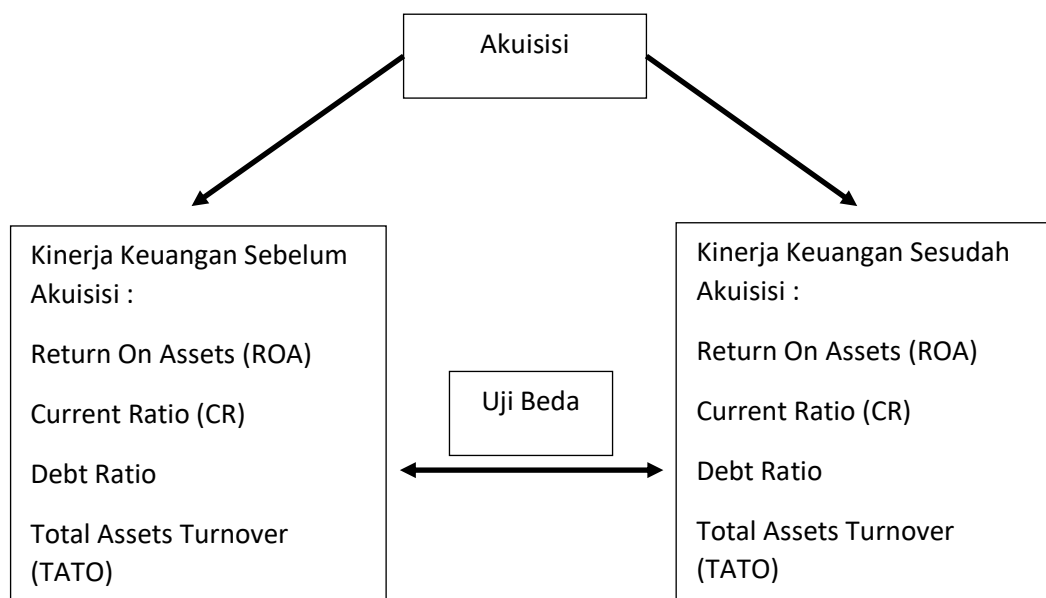 Akuisisi
Kinerja Keuangan Sebelum
Akuisisi :
Return On Assets (ROA)
Current Ratio (CR)
Debt Ratio
Total Assets Turnover
(TATO)
Uji Beda
Kinerja Keuangan Sesudah
Akuisisi :
Return On Assets (ROA)
Current Ratio (CR)
Debt Ratio
Total Assets Turnover
(TATO)